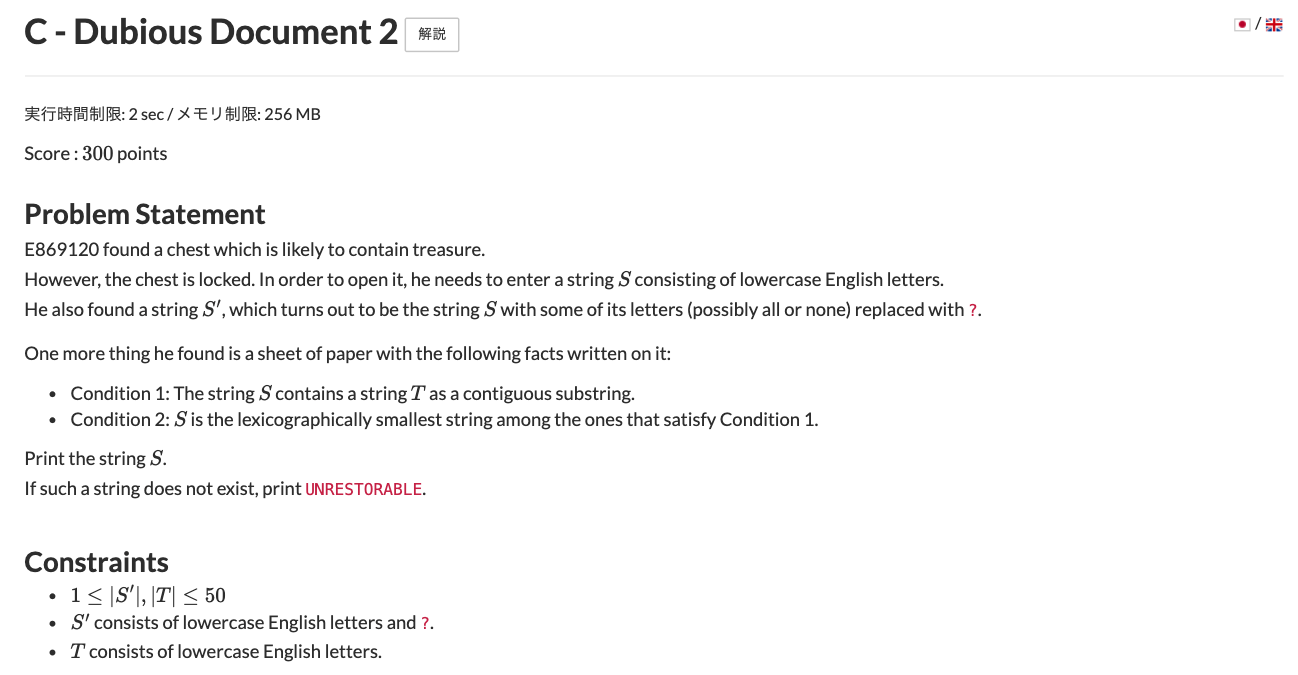 C - Dubious Document 2 解説
/
実行時間制限: 2 sec / メモリ制限: 256 MB
Score : 300 points
Problem Statement
E869120 found a chest which is likely to contain treasure.
However, the chest is locked. In order to open it, he needs to enter a string S consisting of lowercase English letters.
He also found a string S′, which turns out to be the string S with some of its letters (possibly all or none) replaced with ?.
One more thing he found is a sheet of paper with the following facts written on it:
• Condition 1: The string S contains a string T as a contiguous substring.
• Condition 2: S is the lexicographically smallest string among the ones that satisfy Condition 1.
Print the string S.
If such a string does not exist, print UNRESTORABLE.
Constraints
• 1 ≤ |S′|, |T| ≤ 50
• S′ consists of lowercase English letters and ?.
• T consists of lowercase English letters.